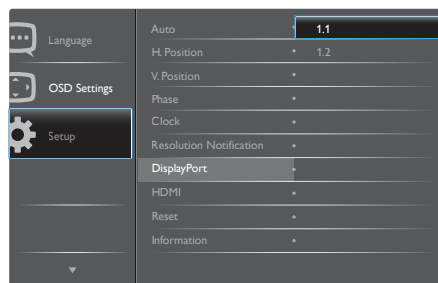 Language
OSD Settings
Setup
Auto
H. Position
V. Position
Phase
Clock
Resolution Notification
DisplayPort
HDMI
Reset
Information
1.1
1.2